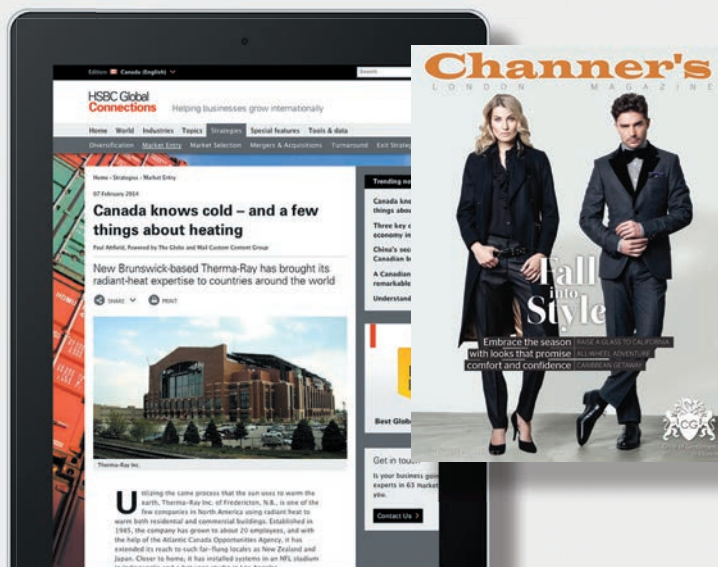 Edition: Canada (English)
Search
HSBC Global
Connections
Helping businesses grow internationally
Home World Industries Topics Strategies Special features Tools & data
Diversification Market Entry Market Selection Mergers & Acquisitions Turnaround Exit Strate
Home › Strategies › Market Entry
07 February 2014
Canada knows cold – and a few
things about heating
Paul Attfield, Powered by The Globe and Mail Custom Content Group
New Brunswick-based Therma-Ray has brought its
radiant-heat expertise to countries around the world
SHARE PRINT
Therma-Ray Inc.
Utilizing the same process that the sun uses to warm the
earth, Therma-Ray Inc. of Fredericton, N.B., is one of the
few companies in North America using radiant heat to
warm both residential and commercial buildings. Established in
1985, the company has grown to about 20 employees, and with
the help of the Atlantic Canada Opportunities Agency, it has
extended its reach to such far-flung locales as New Zealand and
Japan. Closer to home, it has installed systems in an NFL stadium
Trending no
Canada kno
things abou
Three key e
economy in
China's sec
Canadian b
A Canadian
remarkable
Understand
Best Glob
Get in touch
Is your business goin
experts in 63 Market
you.
Contact Us
Channer's
LONDON MAGAZINE
Fall
into
Style
Embrace the season
with looks that promise
comfort and confidence
RAISE A GLASS TO CALIFORNIA
ALL-WHEEL ADVENTURE
CARIBBEAN GETAWAY
CG